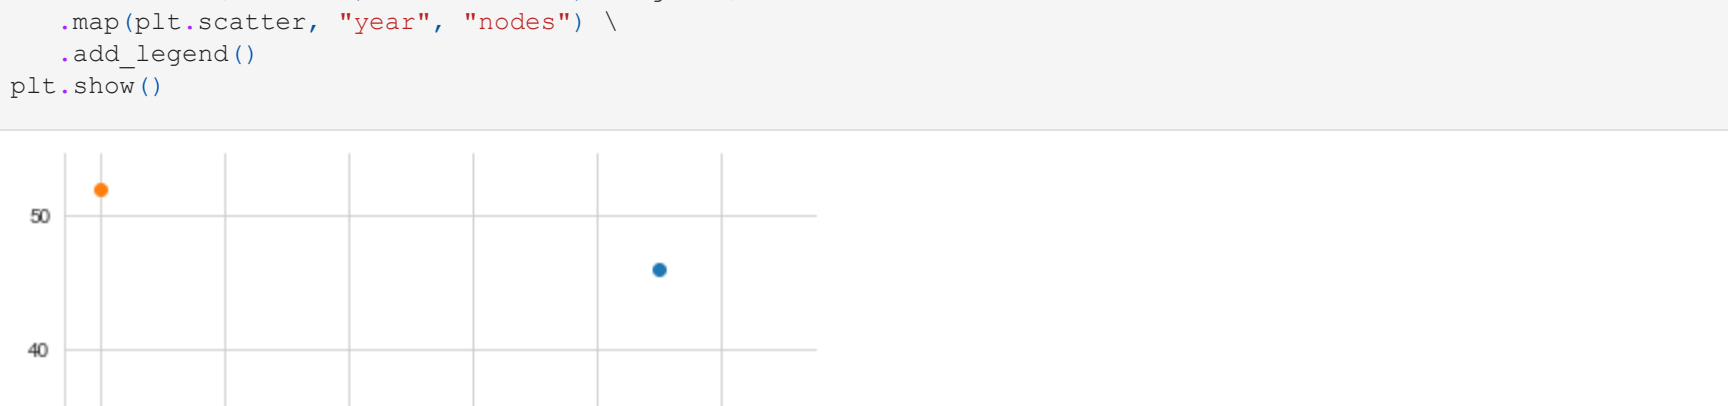 .map(plt.scatter, "year", "nodes") \
.add_legend()
plt.show()
50
40